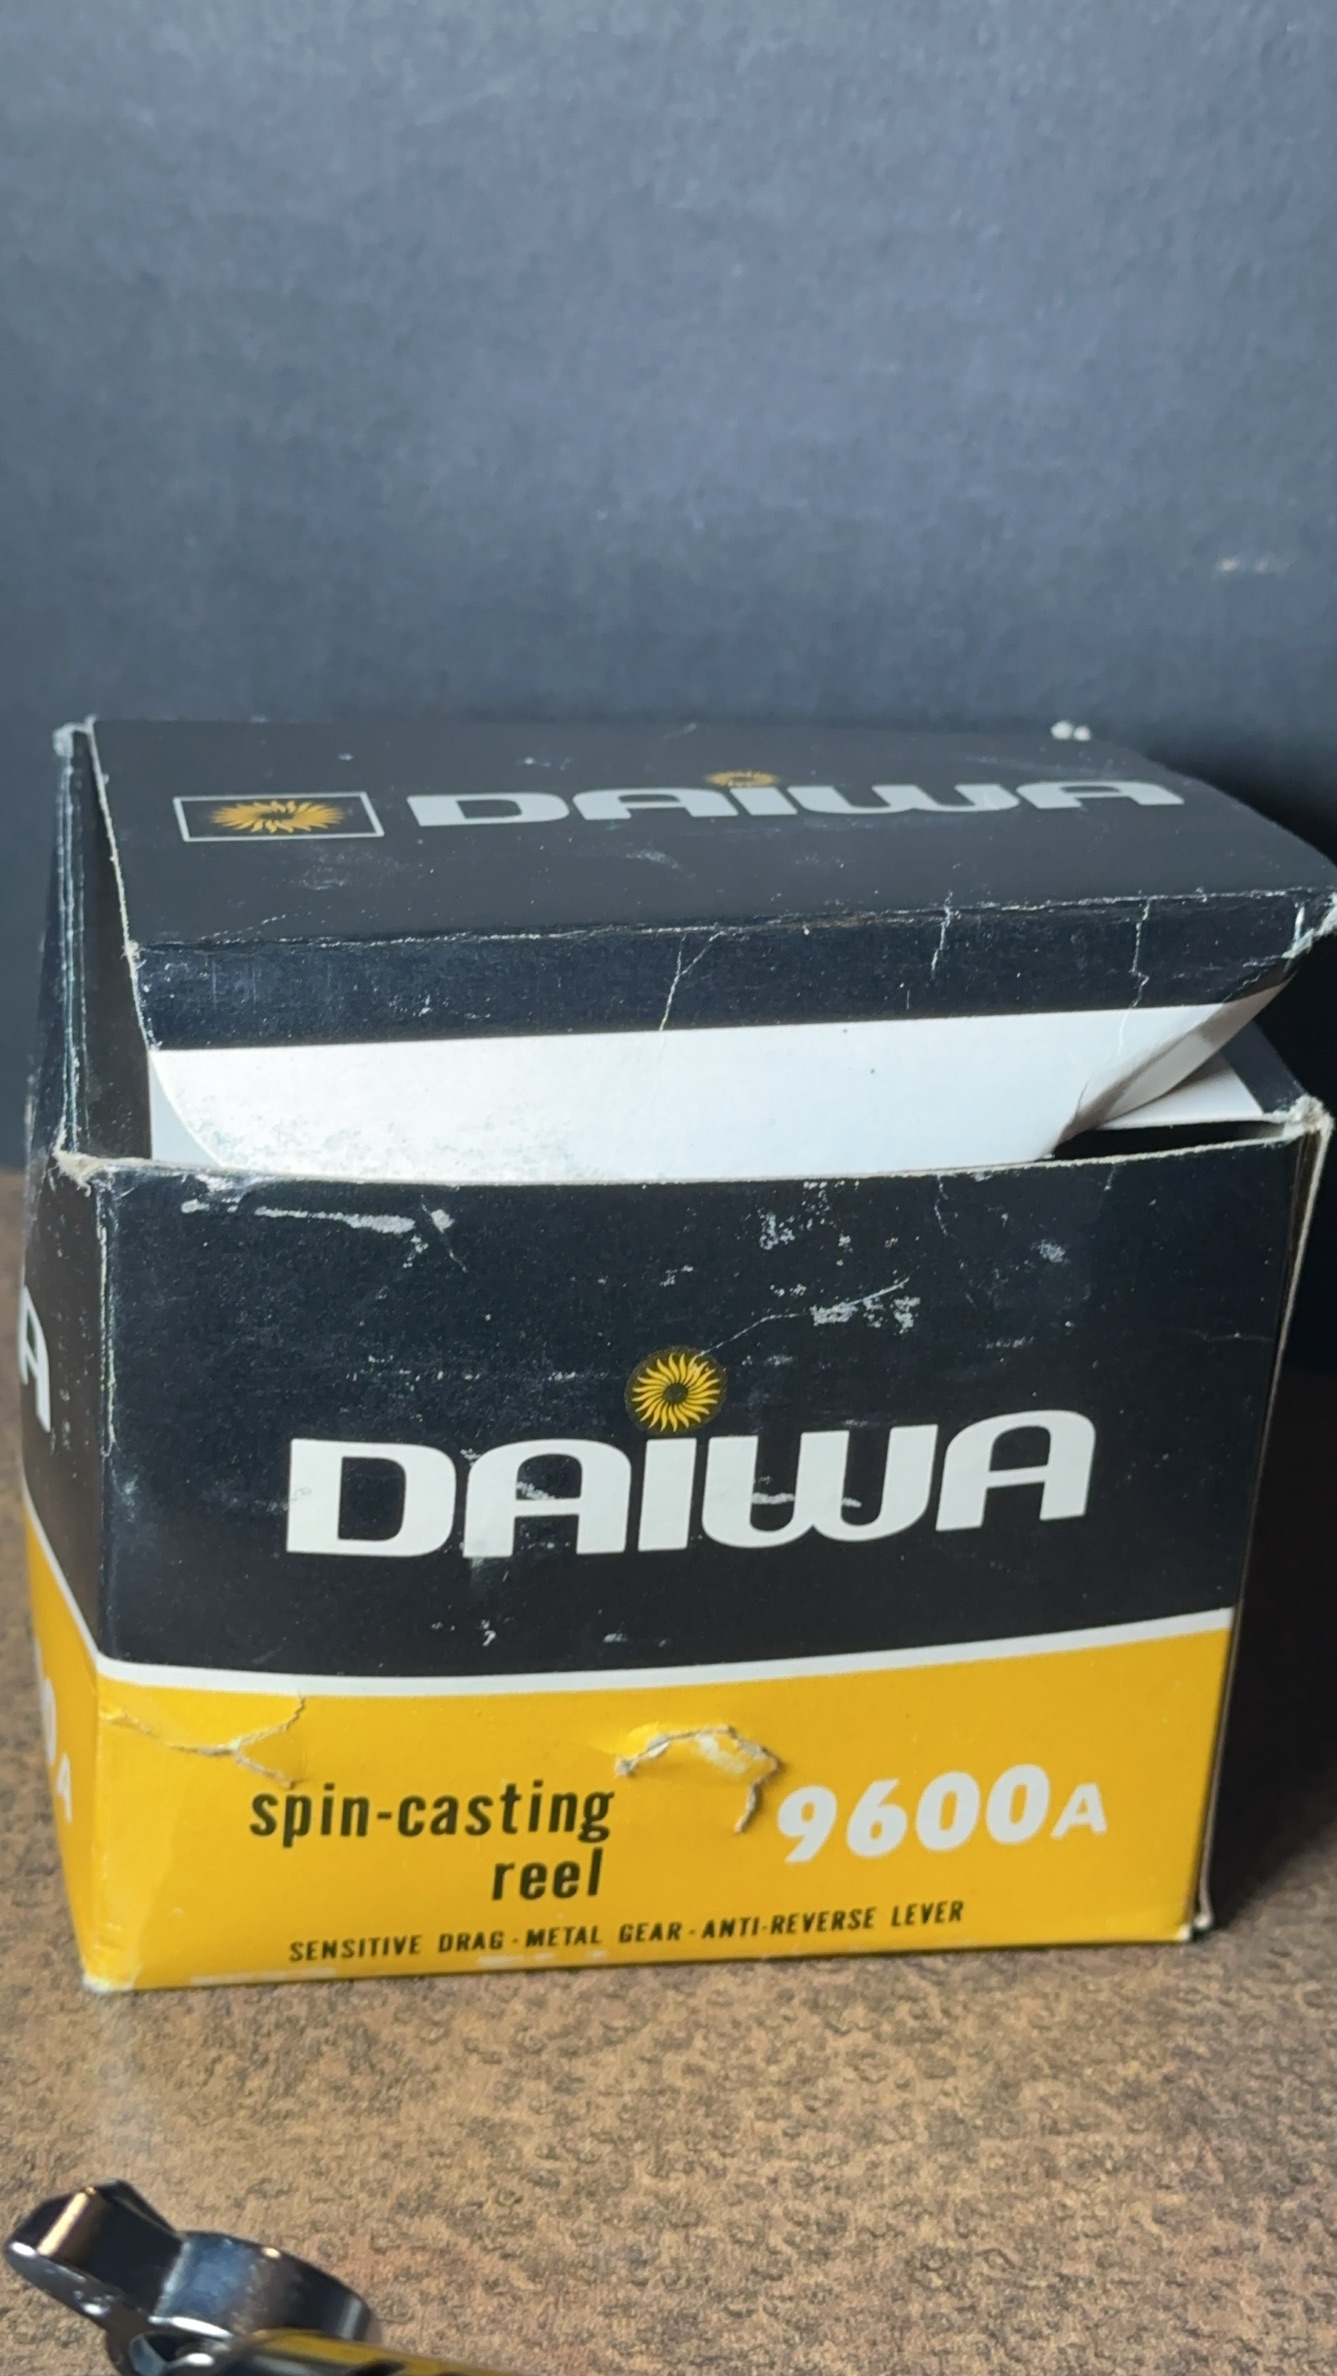 DAIWA
DAIWA
spin-casting
reel
9600A
SENSITIVE DRAG - METAL GEAR - ANTI-REVERSE LEVER
A
A